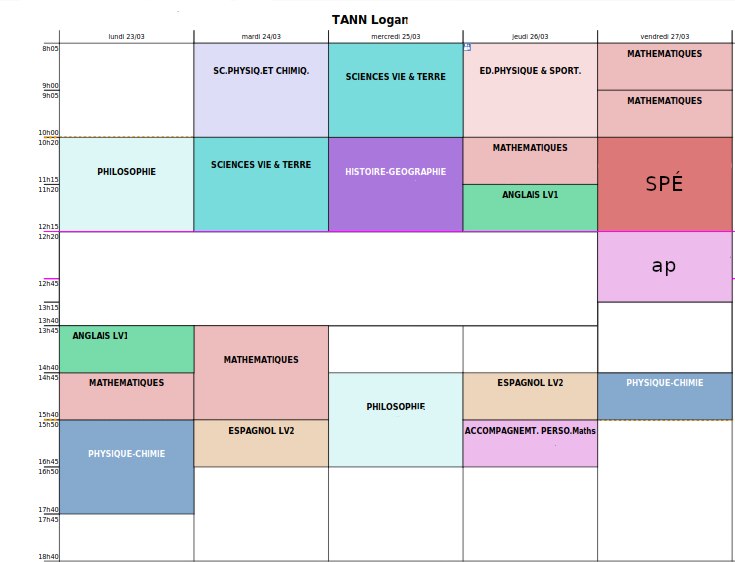 TANN Logan
lundi 23/03 mardi 24/03 mercredi 25/03 jeudi 26/03 vendredi 27/03
8h05
SC.PHYSIQ.ET CHIMIQ.
SCIENCES VIE & TERRE
ED.PHYSIQUE & SPORT.
MATHEMATIQUES
9h00
9h05
MATHEMATIQUES
10h00
10h20
PHILOSOPHIE
SCIENCES VIE & TERRE
HISTOIRE-GEOGRAPHIE
MATHEMATIQUES
SPÉ
11h15
11h20
ANGLAIS LV1
12h15
12h20
ap
12h45
13h15
13h40
13h45
ANGLAIS LV1
MATHEMATIQUES
14h40
14h45
MATHEMATIQUES
PHILOSOPHIE
ESPAGNOL LV2
PHYSIQUE-CHIMIE
15h40
15h50
PHYSIQUE-CHIMIE
ESPAGNOL LV2
ACCOMPAGNEMT. PERSO.Maths
16h45
16h50
17h40
17h45
18h40